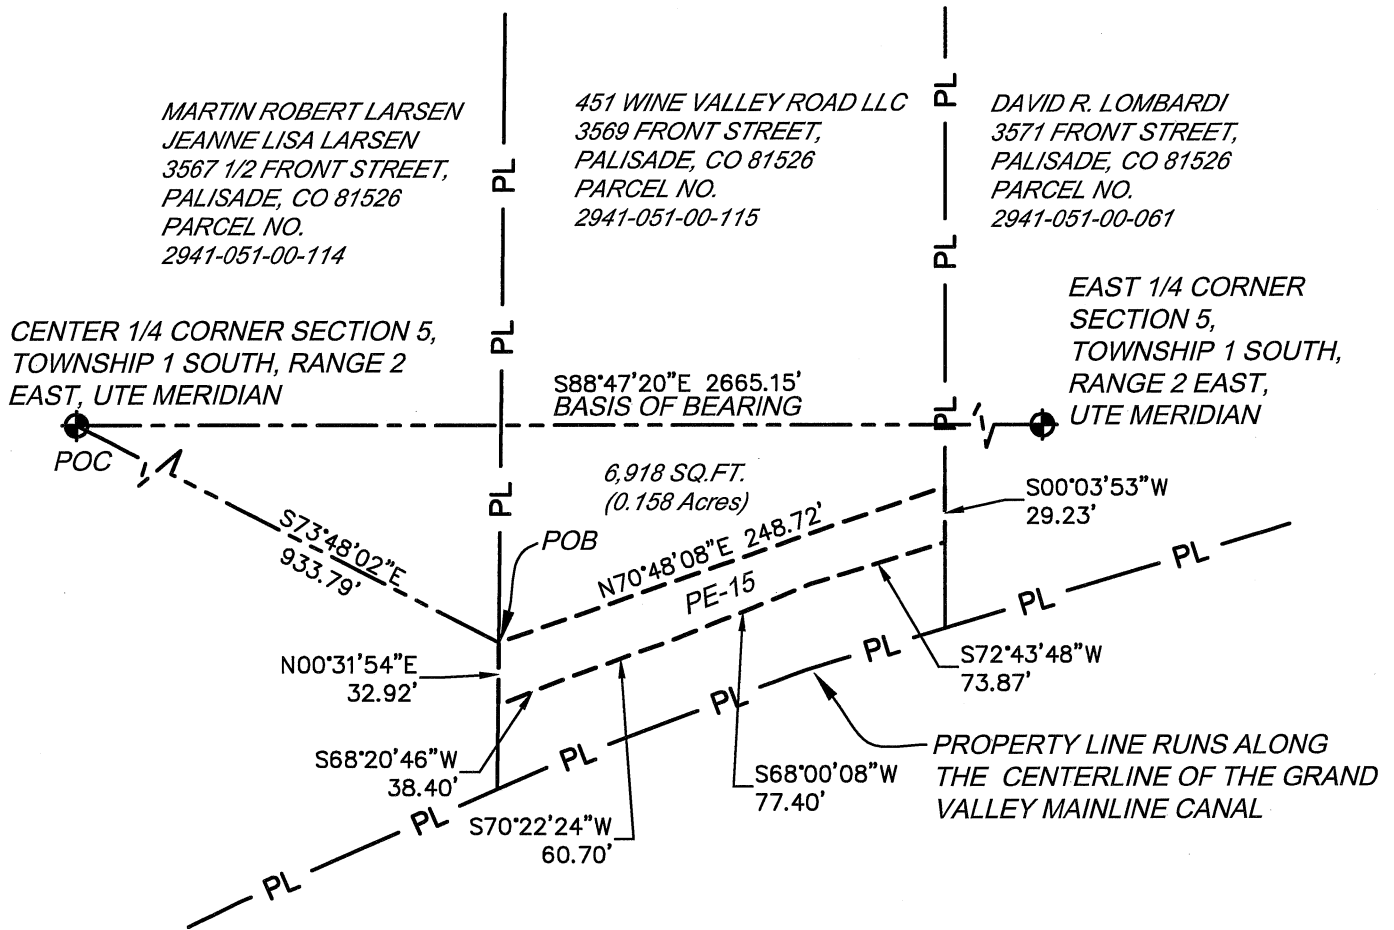 MARTIN ROBERT LARSEN
JEANNE LISA LARSEN
3567 1/2 FRONT STREET,
PALISADE, CO 81526
PARCEL NO.
2941-051-00-114
451 WINE VALLEY ROAD LLC
3569 FRONT STREET,
PALISADE, CO 81526
PARCEL NO.
2941-051-00-115
DAVID R. LOMBARDI
3571 FRONT STREET,
PALISADE, CO 81526
PARCEL NO.
2941-051-00-061
PL
PL
PL
PL
PL
PL
CENTER 1/4 CORNER SECTION 5,
TOWNSHIP 1 SOUTH, RANGE 2
EAST, UTE MERIDIAN
EAST 1/4 CORNER
SECTION 5,
TOWNSHIP 1 SOUTH,
RANGE 2 EAST,
UTE MERIDIAN
S88°47'20"E 2665.15'
BASIS OF BEARING
POC
6,918 SQ.FT.
(0.158 Acres)
S00°03'53"W
29.23'
S73°48'02"E
933.79'
POB
N70°48'08"E 248.72'
PE-15
N00°31'54"E
32.92'
S72°43'48"W
73.87'
S68°20'46"W
38.40'
S68°00'08"W
77.40'
S70°22'24"W
60.70'
PL
PL
PL
PL
PL
PL
PL
PROPERTY LINE RUNS ALONG
THE CENTERLINE OF THE GRAND
VALLEY MAINLINE CANAL